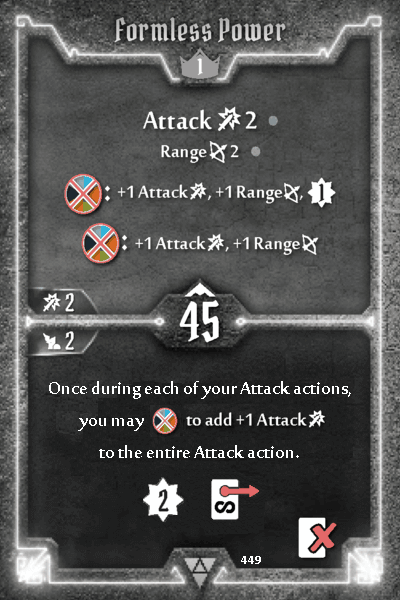 Formless Power
1
Attack 2
Range 2
: +1 Attack, +1 Range, 1
: +1 Attack, +1 Range
2
45
2
Once during each of your Attack actions,
you may to add +1 Attack
to the entire Attack action.
2
449